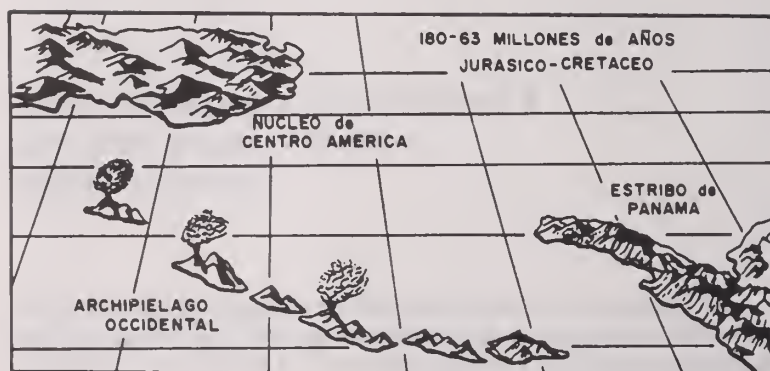 180-63 MILLONES de AÑOS
JURASICO-CRETACEO
NUCLEO de
CENTRO AMERICA
ESTRIBO de
PANAMA
ARCHIPIELAGO
OCCIDENTAL